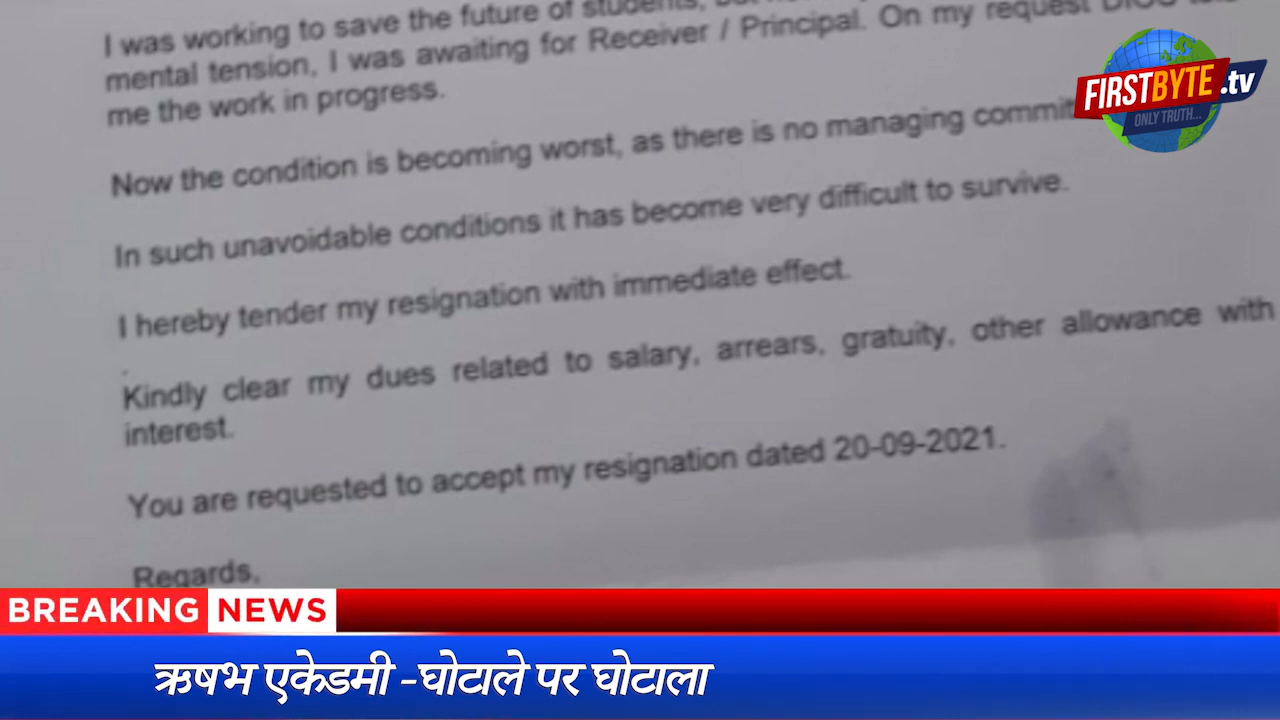 I was working to save the future of students,
mental tension, I was awaiting for Receiver / Principal. On my request DIOS
me the work in progress.
Now the condition is becoming worst, as there is no managing
In such unavoidable conditions it has become very difficult to survive.
I hereby tender my resignation with immediate effect.
Kindly clear my dues related to salary, arrears, gratuity, other allowance with
interest.
You are requested to accept my resignation dated 20-09-2021.
Regards,
FIRSTBYTE.tv
ONLY TRUTH...
BREAKING NEWS
ऋषभ एकेडमी -घोटाले पर घोटाला